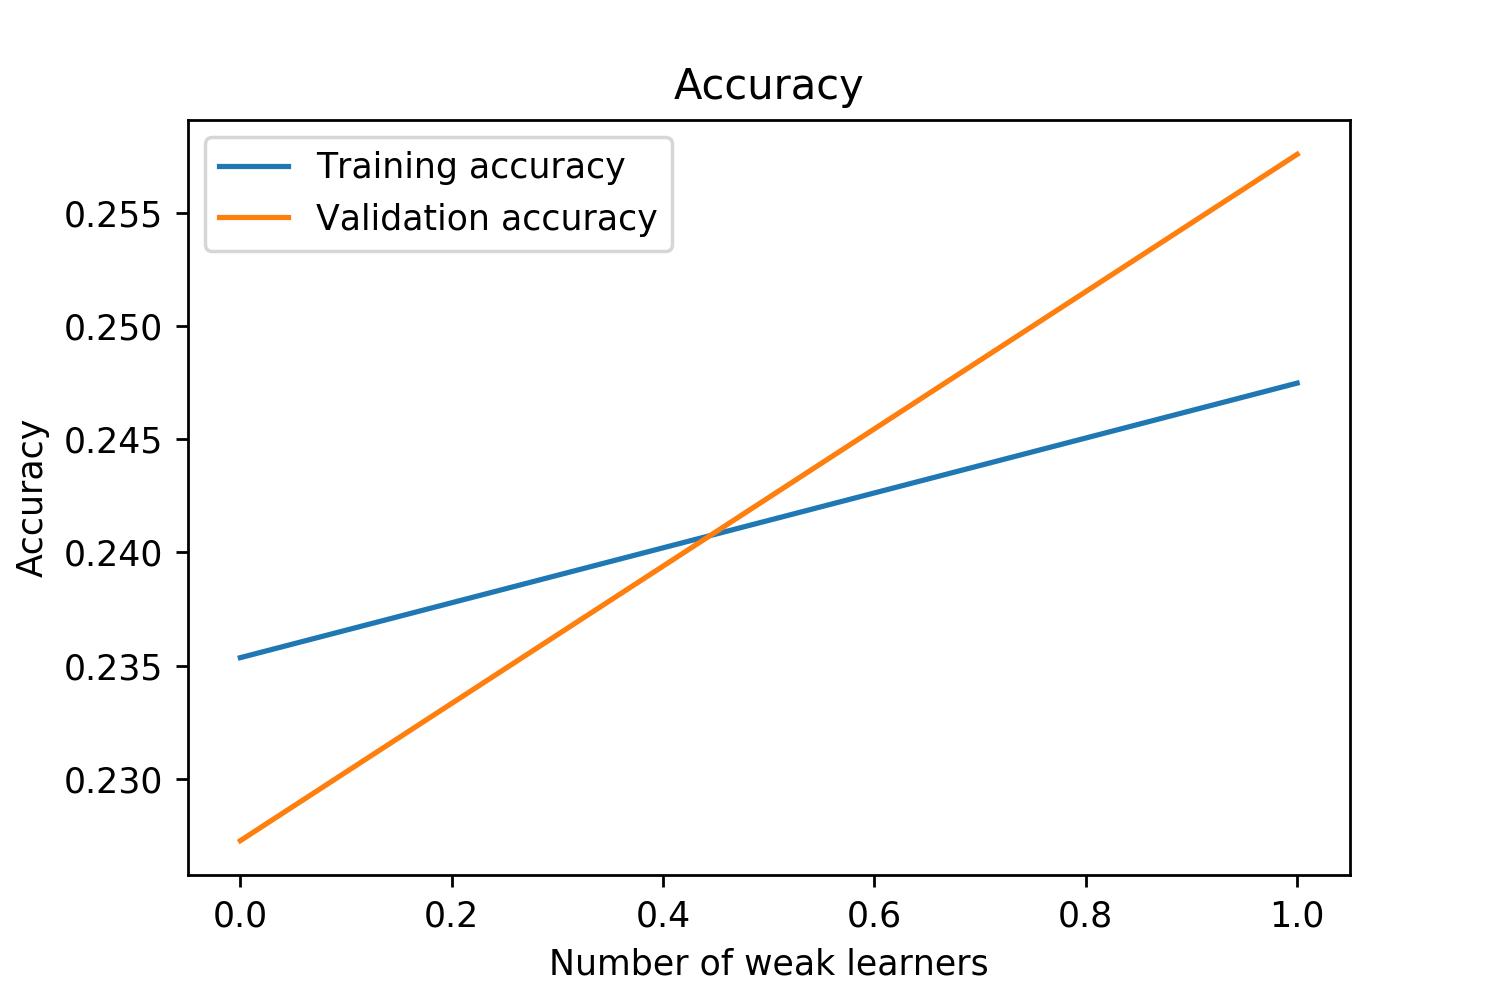 Accuracy
Training accuracy
Validation accuracy
0.255
0.250
0.245
0.240
0.235
0.230
Accuracy
0.0 0.2 0.4 0.6 0.8 1.0
Number of weak learners